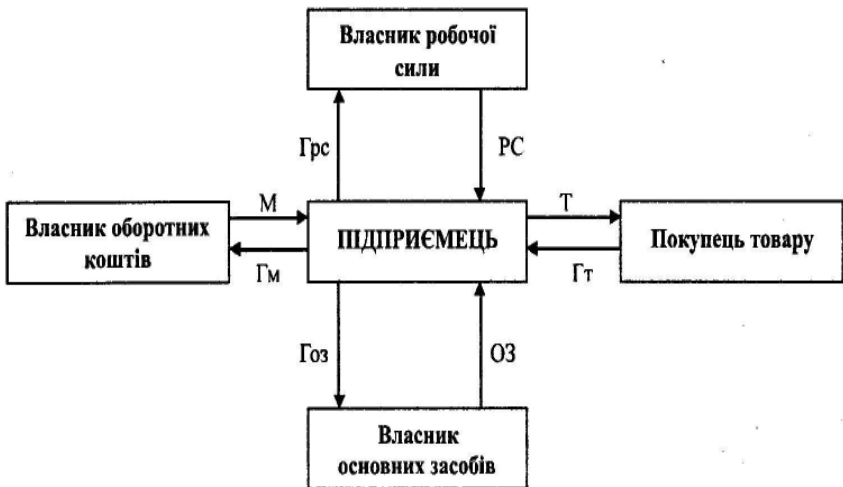 Власник робочої
сили
Грс
РС
М
Т
Власник оборотних
коштів
ПІДПРИЄМЕЦЬ
Покупець товару
Гм
Гт
Гоз
ОЗ
Власник
основних засобів